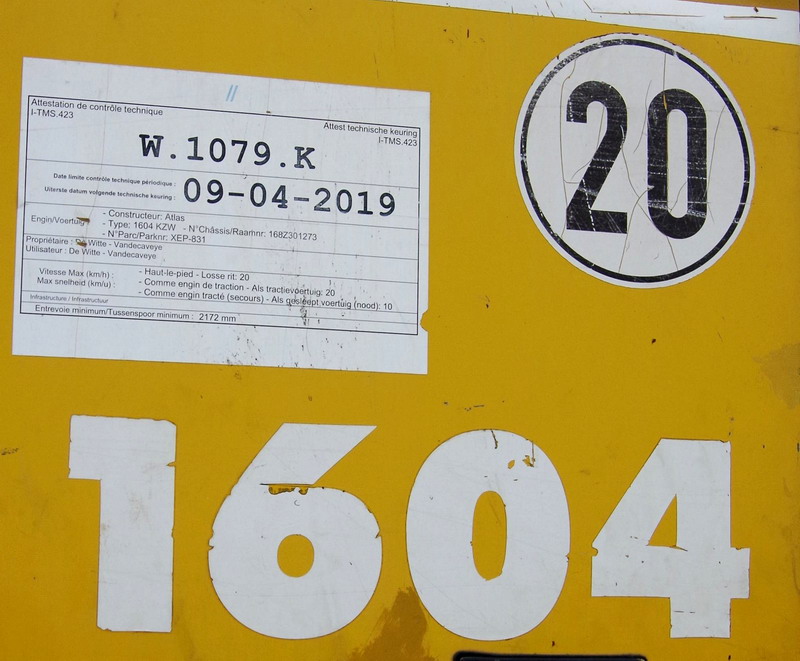 Attestation de contrôle technique
I-TMS.423
Attest technische keuring
I-TMS.423
W.1079.K
Date limite contrôle technique périodique :
Uiterste datum volgende technische keuring :
09-04-2019
Engin/Voertuig
- Constructeur: Atlas
- Type: 1604 KZW - N°Châssis/Raamnr: 168Z301273
- N°Parc/Parknr: XEP-831
Propriétaire : De Witte - Vandecaveye
Utilisateur : De Witte - Vandecaveye
Vitesse Max (km/h) :
Max snelheid (km/u) :
- Haut-le-pied - Losse rit: 20
- Comme engin de traction - Als tractievoertuig: 20
- Comme engin tracté (secours) - Als gesleept voertuig (nood): 10
Infrastructure / Infrastructuur
Entrevoie minimum/Tussenspoor minimum : 2172 mm
20
1604